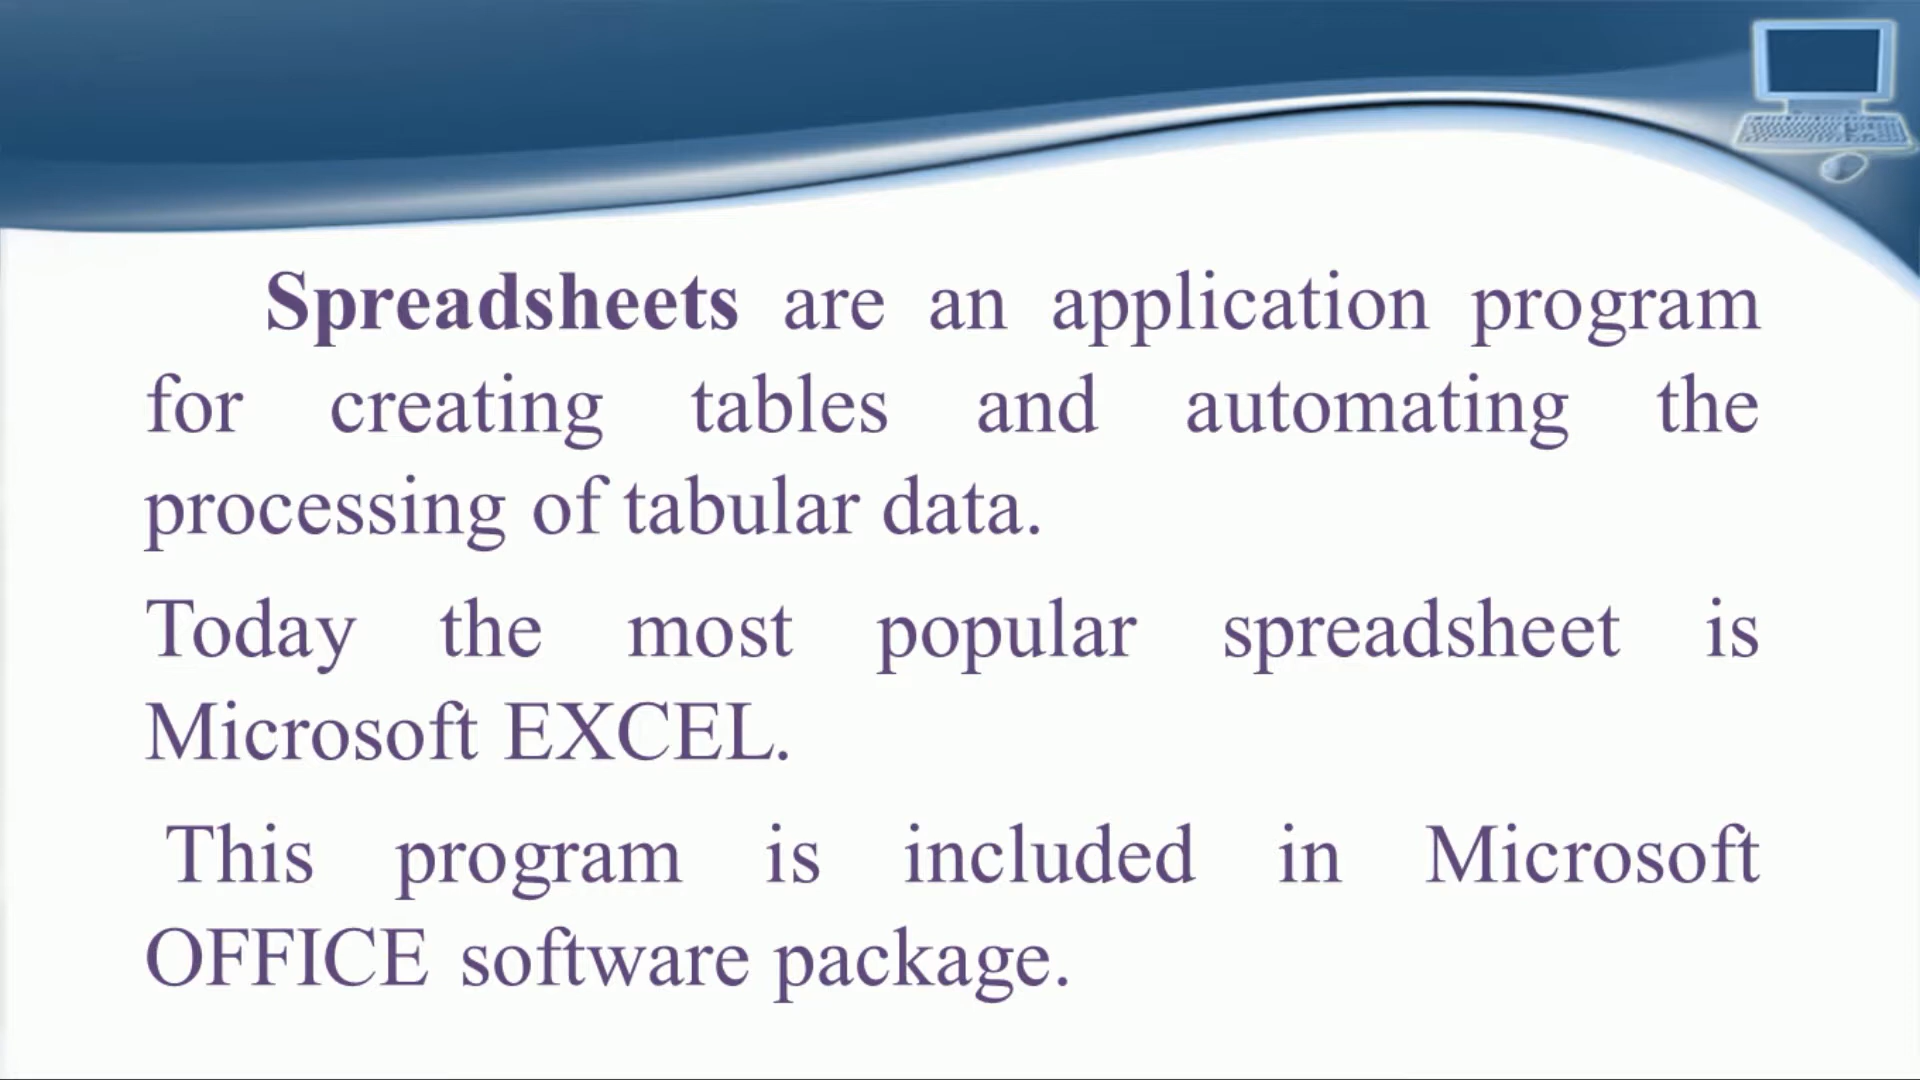 Spreadsheets are an application program
for creating tables and automating the
processing of tabular data.
Today the most popular spreadsheet is
Microsoft EXCEL.
This program is included in Microsoft
OFFICE software package.